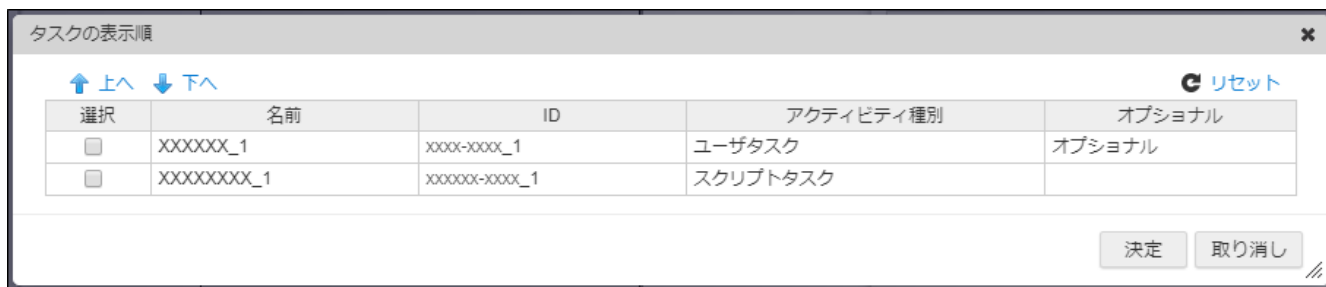 タスクの表示順
上へ 下へ リセット
選択 名前 ID アクティビティ種別 オプショナル
XXXXXX_1 xxxx-xxxx_1 ユーザタスク オプショナル
XXXXXXXX_1 xxxxxx-xxxx_1 スクリプトタスク
決定 取り消し